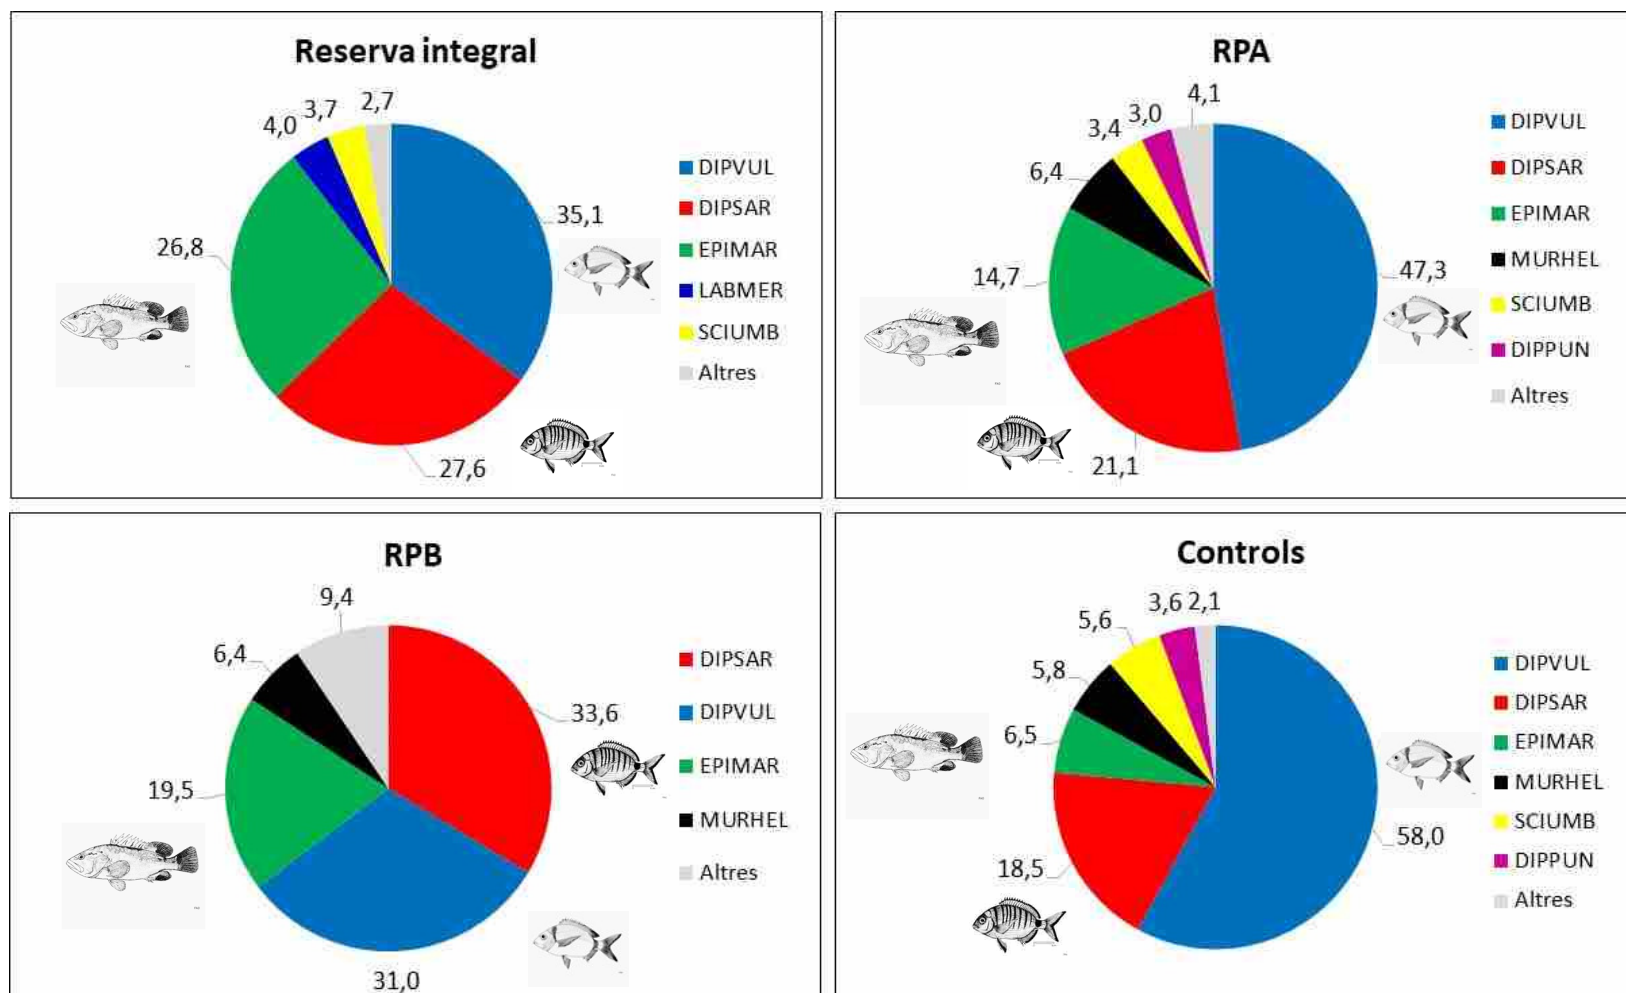 Reserva integral
2,7
3,7
4,0
35,1
26,8
27,6
DIPVUL
DIPSAR
EPIMAR
LABMER
SCIUMB
Altres
RPA
4,1
3,0
3,4
6,4
47,3
14,7
21,1
DIPVUL
DIPSAR
EPIMAR
MURHEL
SCIUMB
DIPPUN
Altres
RPB
9,4
6,4
33,6
19,5
31,0
DIPSAR
DIPVUL
EPIMAR
MURHEL
Altres
Controls
3,6
2,1
5,6
5,8
6,5
58,0
18,5
DIPVUL
DIPSAR
EPIMAR
MURHEL
SCIUMB
DIPPUN
Altres